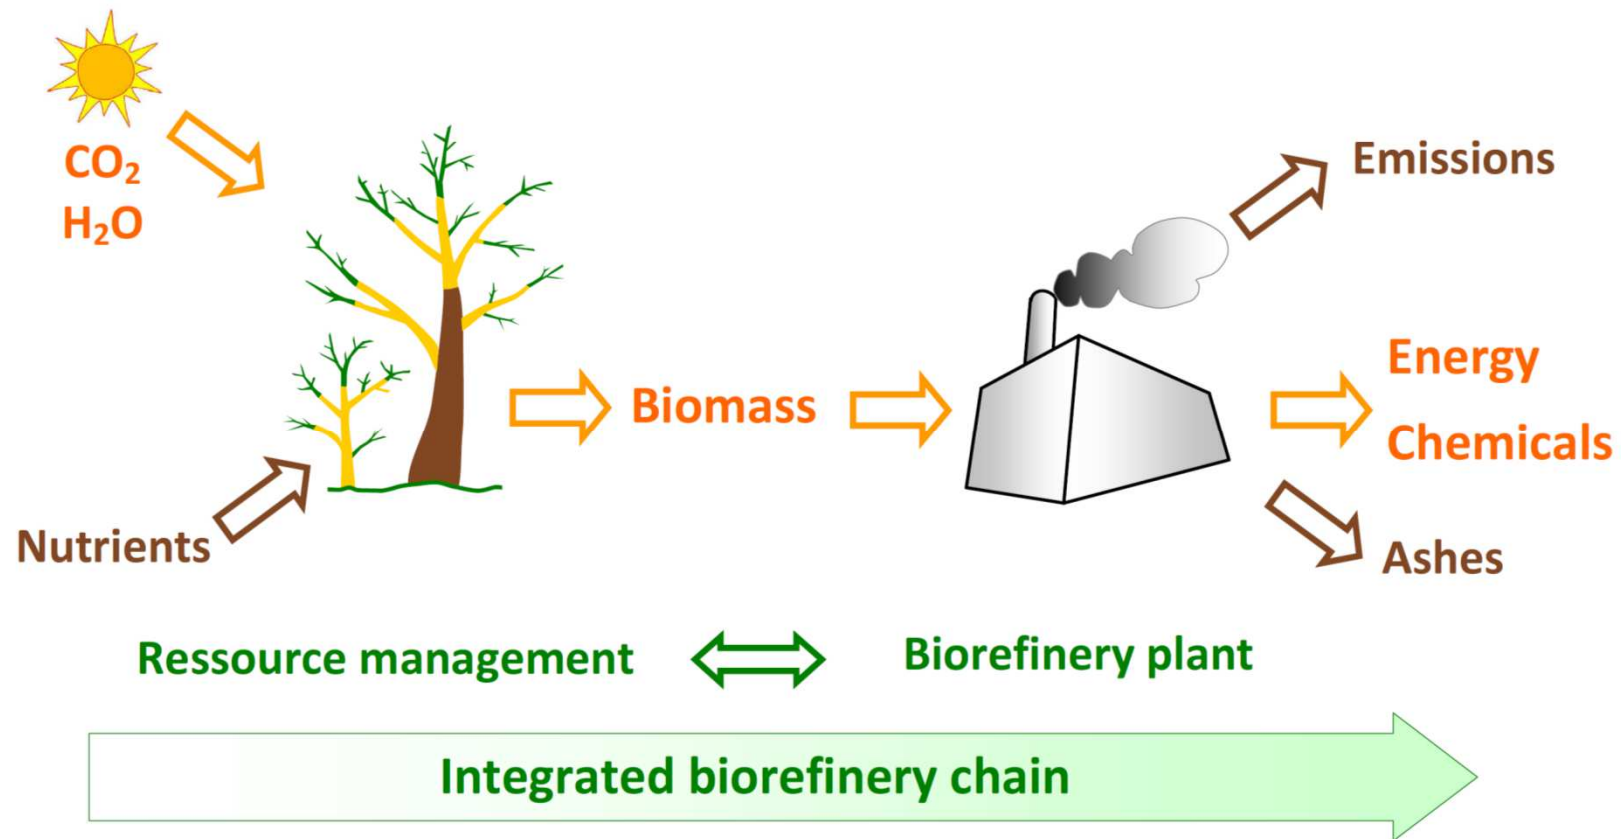 CO₂
H₂O
Nutrients
Biomass
Emissions
Energy
Chemicals
Ashes
Ressource management
Biorefinery plant
Integrated biorefinery chain